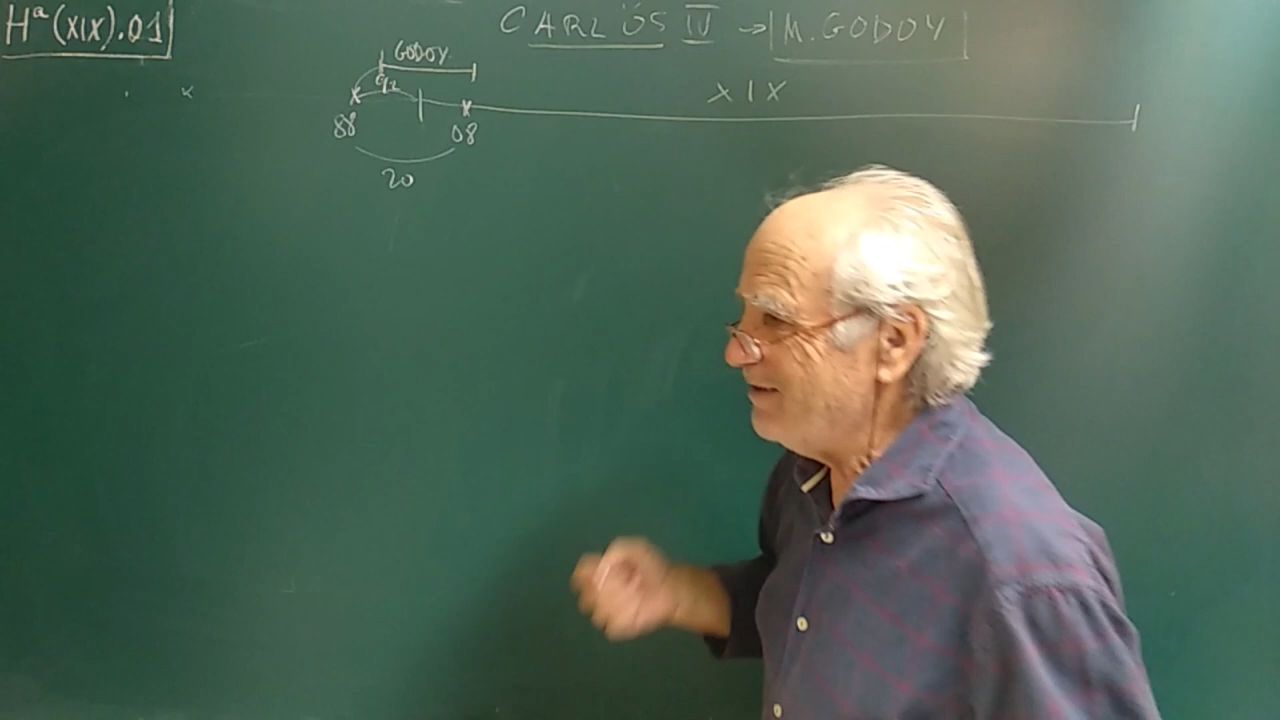 Hª(XIX).01
CARLOS IV → M. GODOY
GODOY
92
XIX
88
08
20